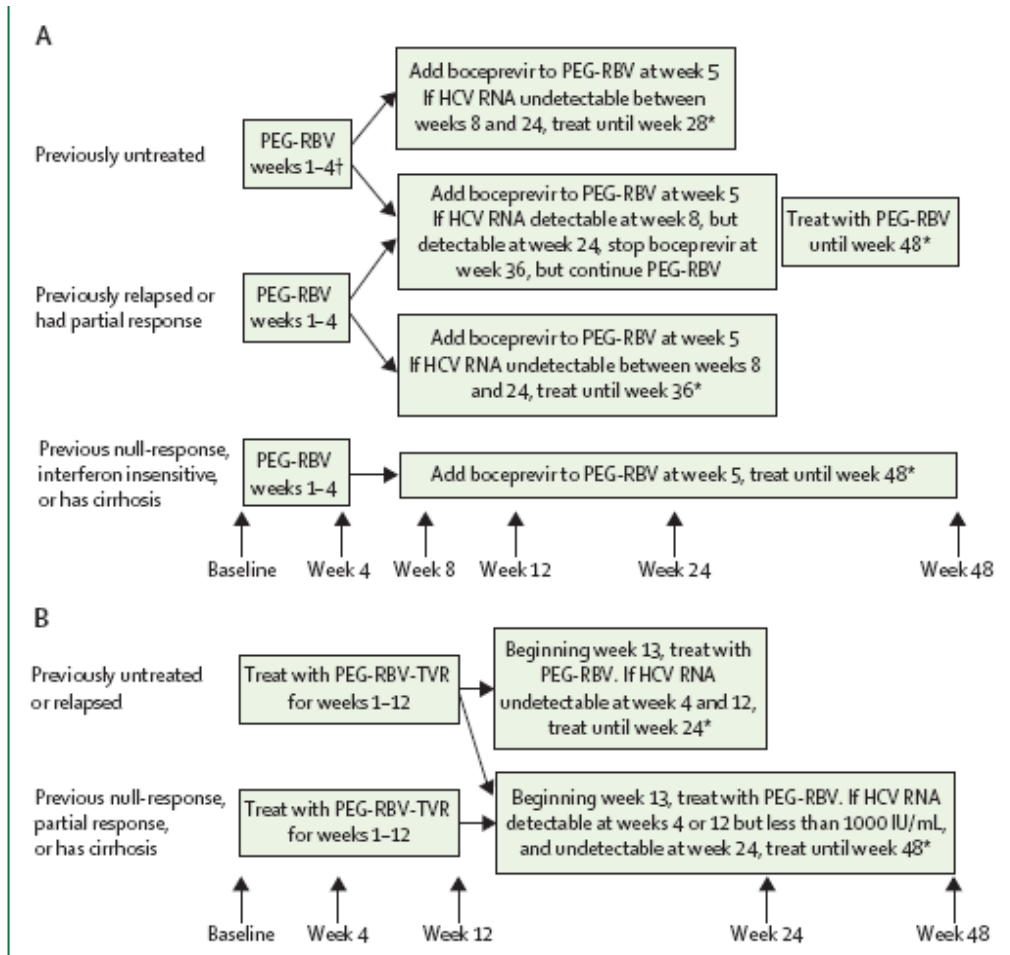 A
Previously untreated
PEG-RBV
weeks 1–4†
Add boceprevir to PEG-RBV at week 5
If HCV RNA undetectable between
weeks 8 and 24, treat until week 28*
Add boceprevir to PEG-RBV at week 5
If HCV RNA detectable at week 8, but
detectable at week 24, stop boceprevir at
week 36, but continue PEG-RBV
Treat with PEG-RBV
until week 48*
Previously relapsed or
had partial response
PEG-RBV
weeks 1–4
Add boceprevir to PEG-RBV at week 5
If HCV RNA undetectable between weeks 8
and 24, treat until week 36*
Previous null-response,
interferon insensitive,
or has cirrhosis
PEG-RBV
weeks 1–4
Add boceprevir to PEG-RBV at week 5, treat until week 48*
Baseline
Week 4
Week 8
Week 12
Week 24
Week 48
B
Previously untreated
or relapsed
Treat with PEG-RBV-TVR
for weeks 1–12
Beginning week 13, treat with
PEG-RBV. If HCV RNA
undetectable at week 4 and 12,
treat until week 24*
Previous null-response,
partial response,
or has cirrhosis
Treat with PEG-RBV-TVR
for weeks 1–12
Beginning week 13, treat with PEG-RBV. If HCV RNA
detectable at weeks 4 or 12 but less than 1000 IU/mL,
and undetectable at week 24, treat until week 48*
Baseline
Week 4
Week 12
Week 24
Week 48